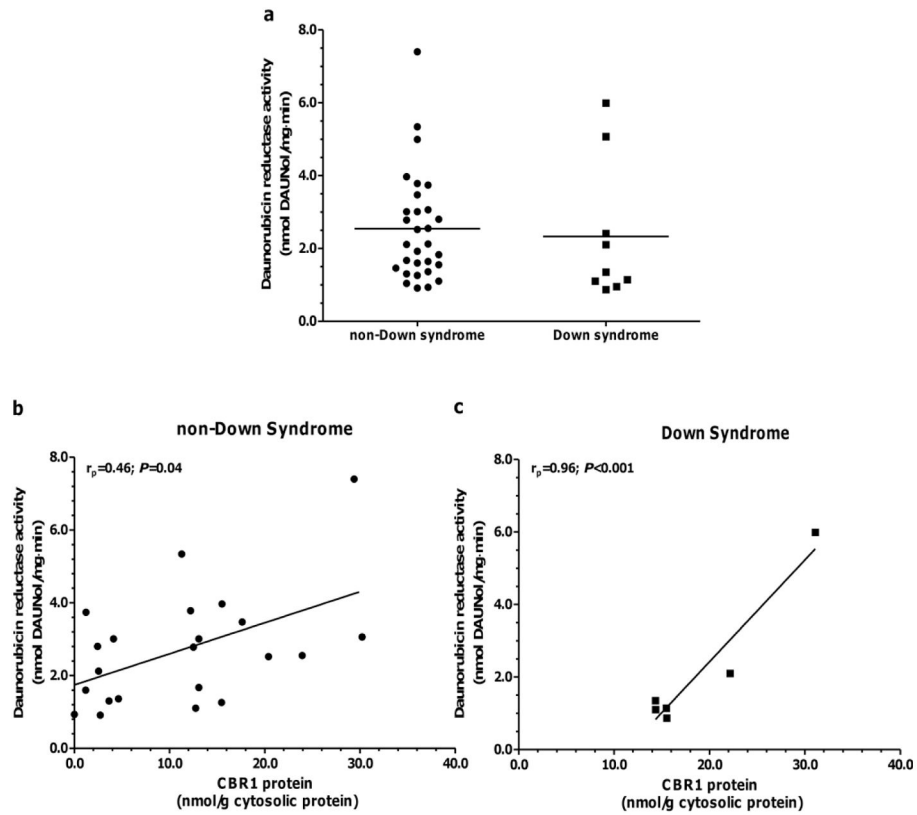 a
Daunorubicin reductase activity
(nmol DAUNol/mg·min)
8.0
6.0
4.0
2.0
0.0
non-Down syndrome
Down syndrome
b
non-Down Syndrome
rp=0.46; P=0.04
Daunorubicin reductase activity
(nmol DAUNol/mg·min)
8.0
6.0
4.0
2.0
0.0
0.0
10.0
20.0
30.0
40.0
CBR1 protein
(nmol/g cytosolic protein)
c
Down Syndrome
rp=0.96; P<0.001
Daunorubicin reductase activity
(nmol DAUNol/mg·min)
8.0
6.0
4.0
2.0
0.0
0.0
10.0
20.0
30.0
40.0
CBR1 protein
(nmol/g cytosolic protein)